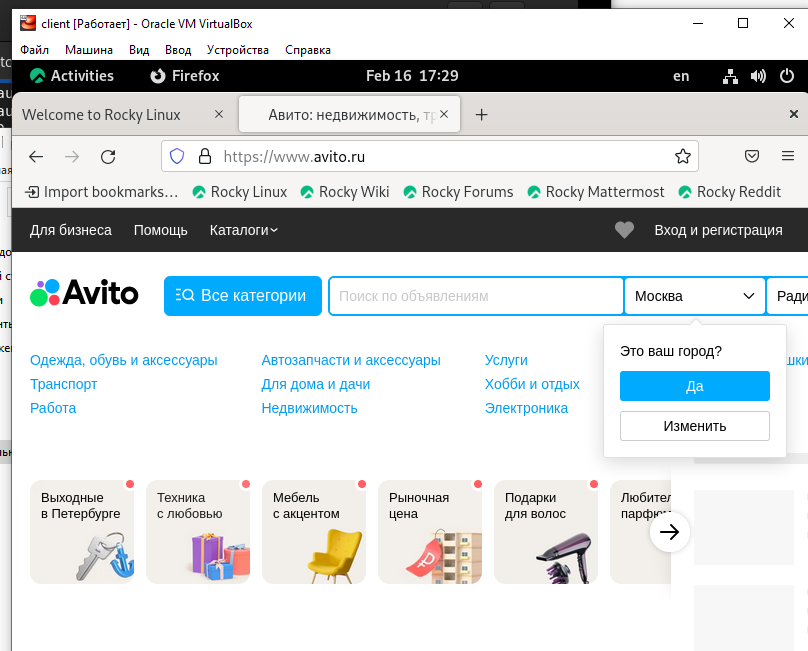 client [Работает] - Oracle VM VirtualBox
Файл Машина Вид Ввод Устройства Справка
Activities Firefox Feb 16 17:29 en
Welcome to Rocky Linux Авито: недвижимость, тр
https://www.avito.ru
Import bookmarks... Rocky Linux Rocky Wiki Rocky Forums Rocky Mattermost Rocky Reddit
Для бизнеса Помощь Каталоги Вход и регистрация
Avito Все категории Поиск по объявлениям Москва Ради
Это ваш город?
Да
Изменить
Одежда, обувь и аксессуары Автозапчасти и аксессуары Услуги
Транспорт Для дома и дачи Хобби и отдых
Работа Недвижимость Электроника
Выходные Техника Мебель Рыночная Подарки Любител
в Петербурге с любовью с акцентом цена для волос парфюм